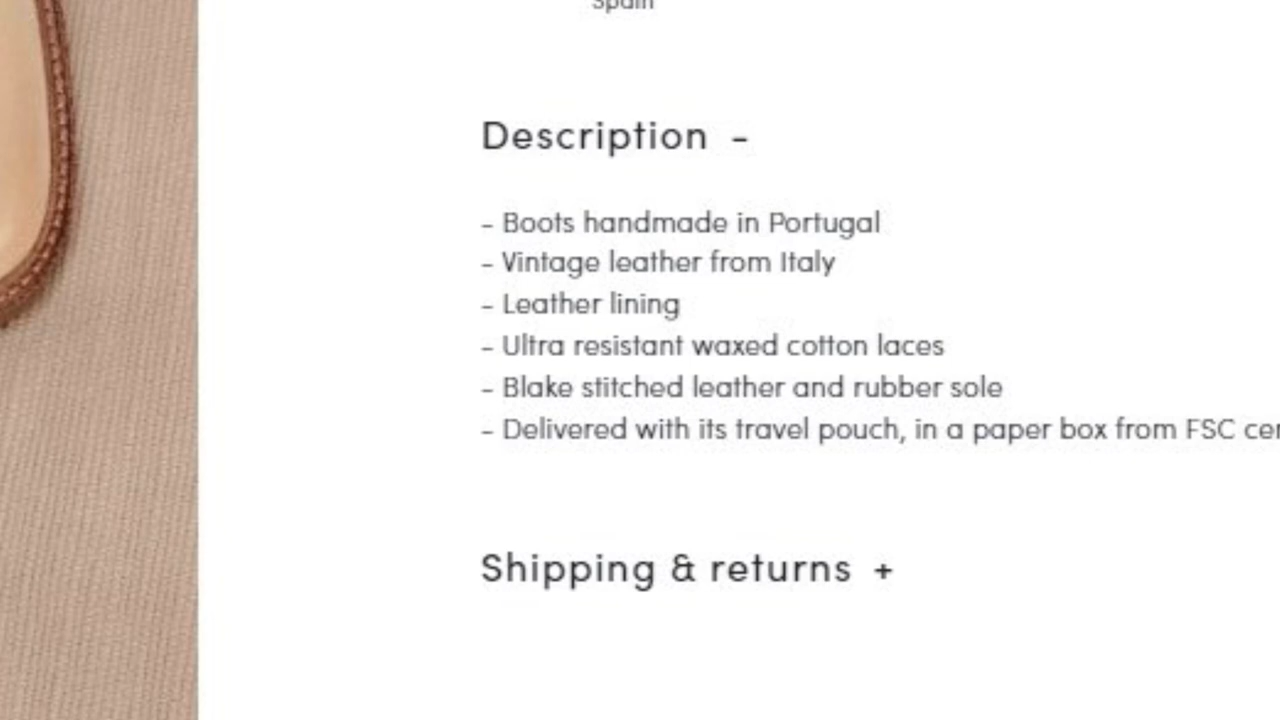 Spain
Description -
- Boots handmade in Portugal
- Vintage leather from Italy
- Leather lining
- Ultra resistant waxed cotton laces
- Blake stitched leather and rubber sole
- Delivered with its travel pouch, in a paper box from FSC
Shipping & returns +